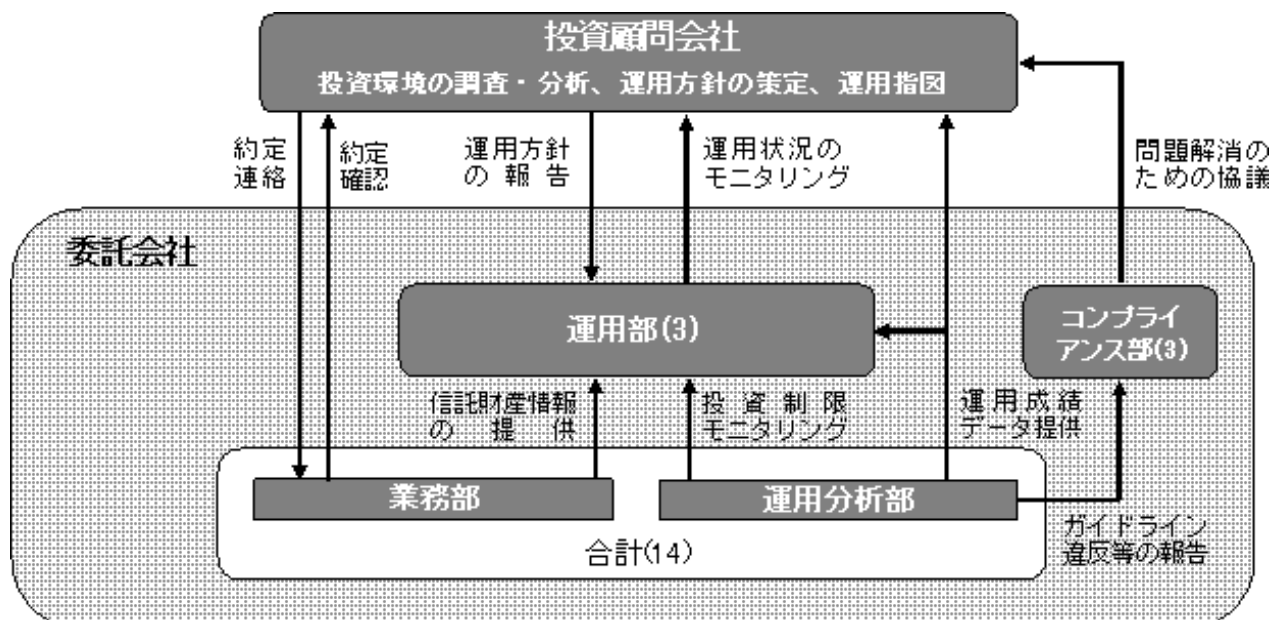 投資顧問会社
投資環境の調査・分析、運用方針の策定、運用指図
約定
連絡
約定
確認
運用方針
の報告
運用状況の
モニタリング
問題解消の
ための協議
委託会社
運用部(3)
コンプライ
アンス部(3)
信託財産情報
の提供
投資制限
モニタリング
運用成績
データ提供
業務部
運用分析部
合計(14)
ガイドライン
違反等の報告